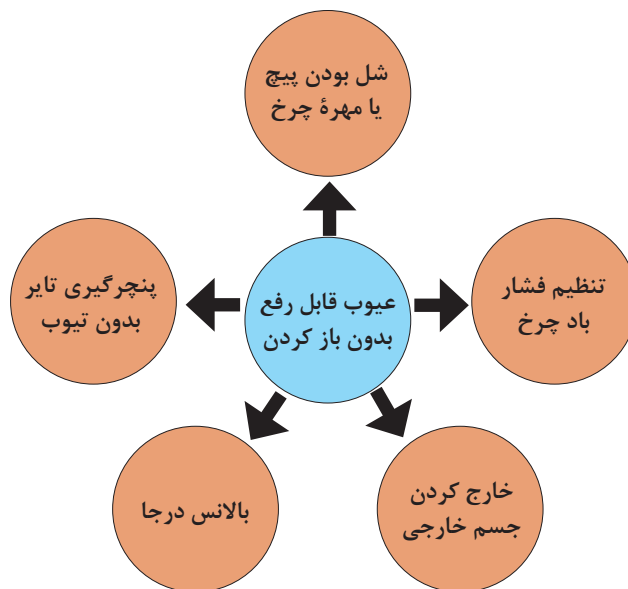 شل بودن پیچ
یا مهرهٔ چرخ
تنظیم فشار
باد چرخ
عیوب قابل رفع
بدون باز کردن
پنچرگیری تایر
بدون تیوب
خارج کردن
جسم خارجی
بالانس درجا